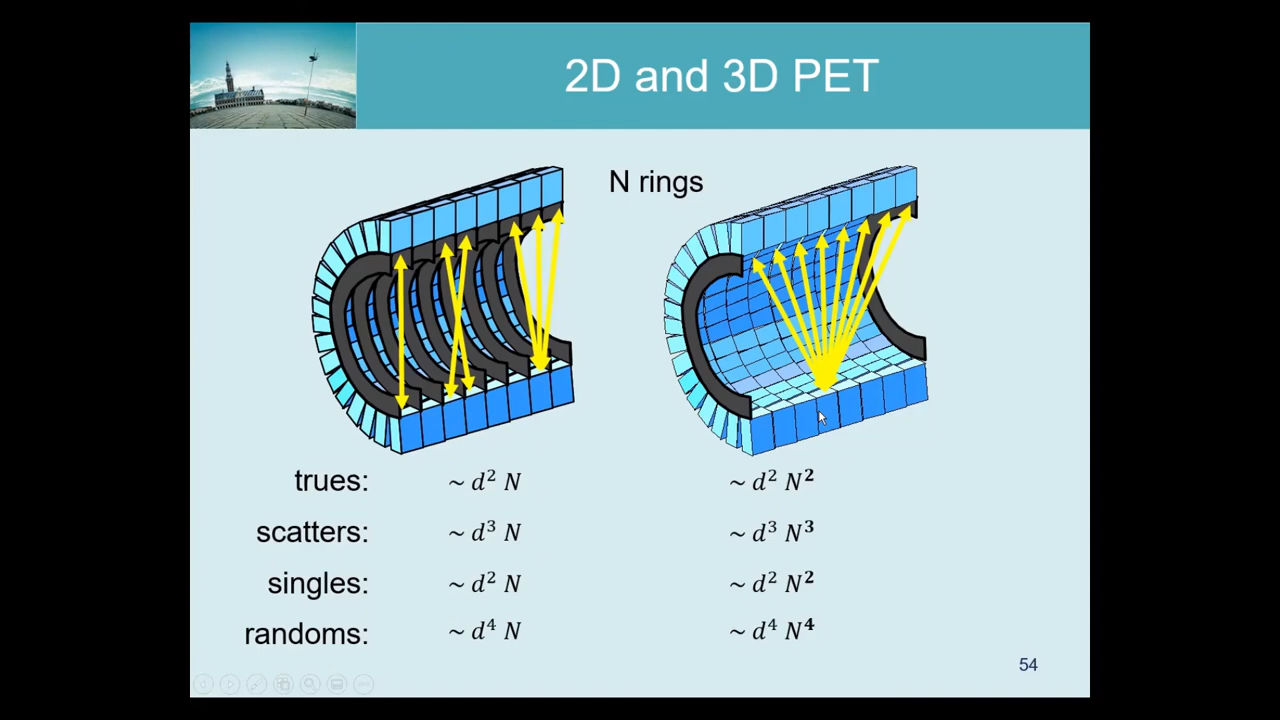 2D and 3D PET
N rings
trues: ~ d² N ~ d² N²
scatters: ~ d³ N ~ d³ N³
singles: ~ d² N ~ d² N²
randoms: ~ d⁴ N ~ d⁴ N⁴
54